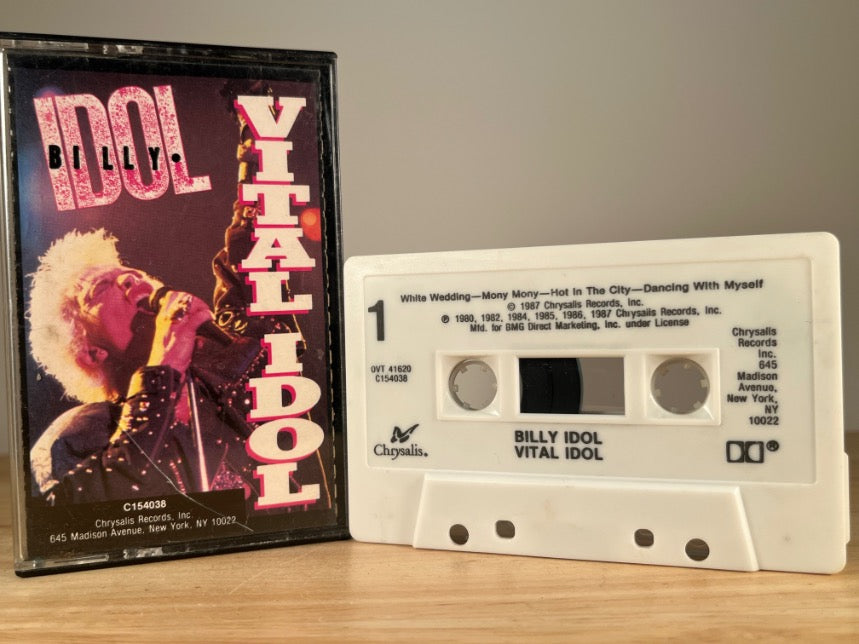 IDOL
BILLY
VITAL IDOL
C154038
Chrysalis Records, Inc.
645 Madison Avenue, New York, NY 10022
White Wedding—Mony Mony—Hot In The City—Dancing With Myself
© 1987 Chrysalis Records, Inc.
℗ 1980, 1982, 1984, 1985, 1986, 1987 Chrysalis Records, Inc.
Mfd. for BMG Direct Marketing, Inc. under License
1
OVT 41620
C154038
Chrysalis
Records
Inc.
645
Madison
Avenue,
New York,
NY
10022
Chrysalis®
BILLY IDOL
VITAL IDOL
®